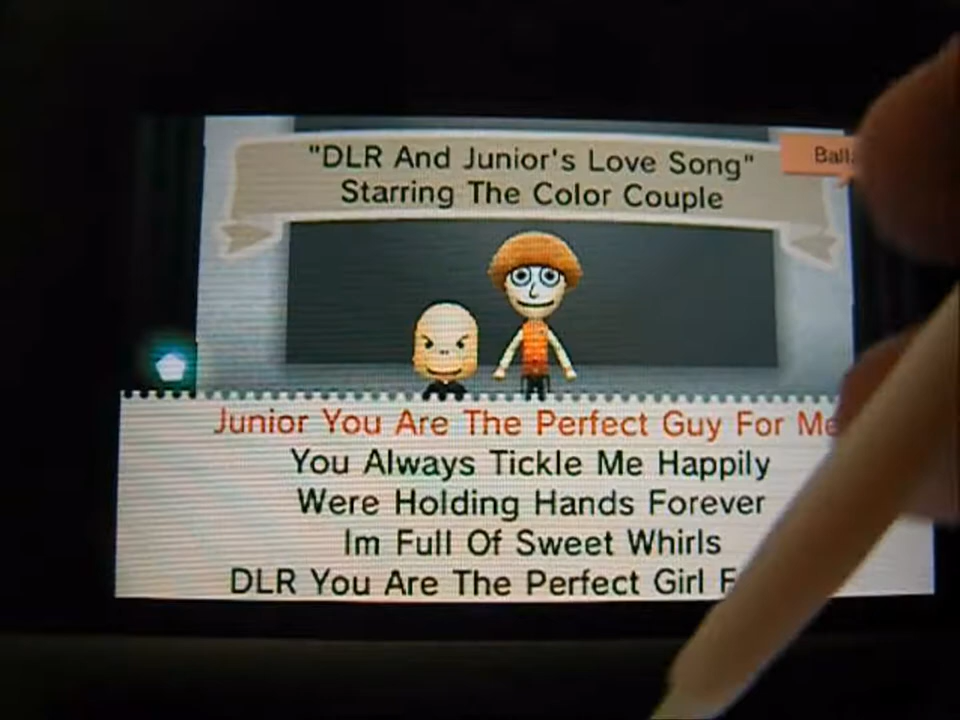 "DLR And Junior's Love Song"
Starring The Color Couple
Junior You Are The Perfect Guy For Me
You Always Tickle Me Happily
Were Holding Hands Forever
Im Full Of Sweet Whirls
DLR You Are The Perfect Girl